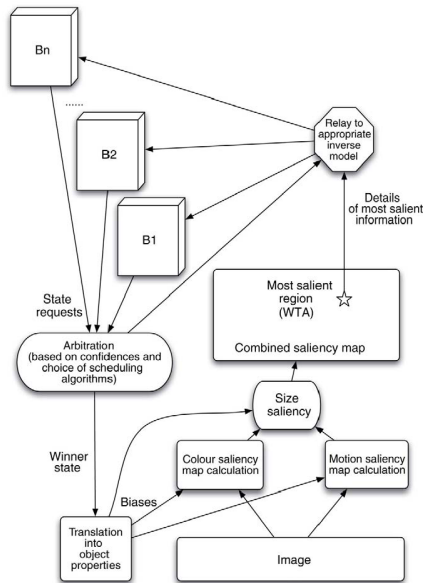 Bn
......
B2
B1
Relay to
appropriate
inverse
model
Details
of most salient
information
State
requests
Most salient
region
(WTA)
Combined saliency map
Arbitration
(based on confidences and
choice of scheduling
algorithms)
Size
saliency
Winner
state
Colour saliency
map calculation
Motion saliency
map calculation
Biases
Translation
into
object
properties
Image